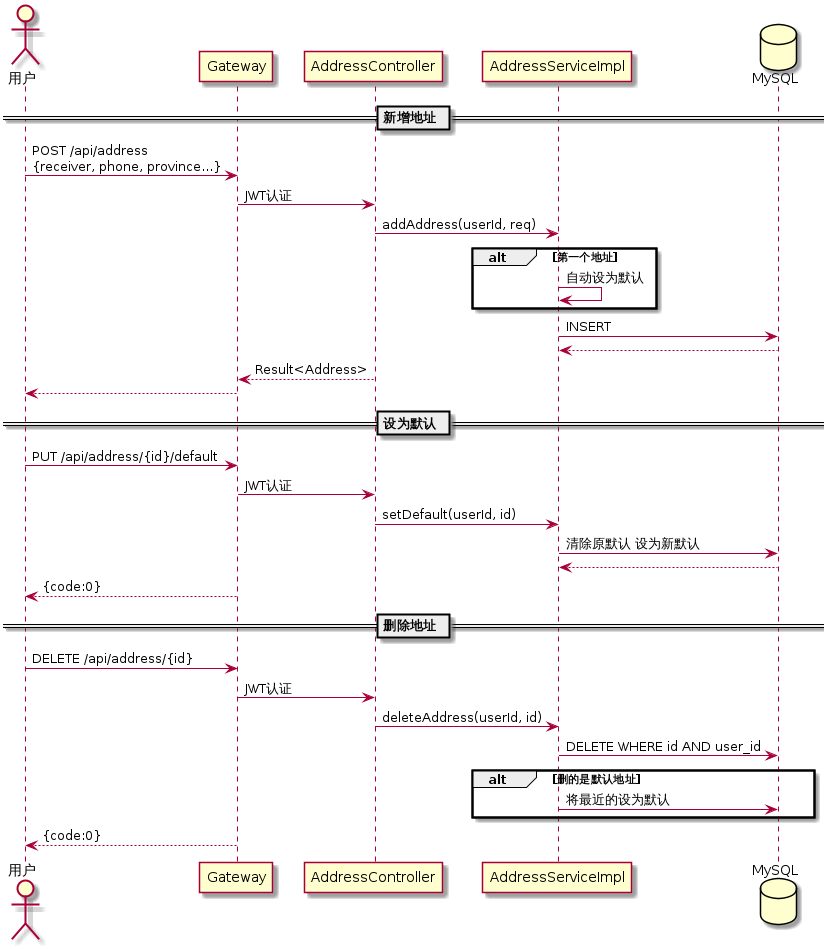 用户
Gateway
AddressController
AddressServiceImpl
MySQL
新增地址
POST /api/address
{receiver, phone, province...}
JWT认证
addAddress(userId, req)
alt
[第一个地址]
自动设为默认
INSERT
Result<Address>
设为默认
PUT /api/address/{id}/default
JWT认证
setDefault(userId, id)
清除原默认 设为新默认
{code:0}
删除地址
DELETE /api/address/{id}
JWT认证
deleteAddress(userId, id)
DELETE WHERE id AND user_id
alt
[删的是默认地址]
将最近的设为默认
{code:0}
用户
Gateway
AddressController
AddressServiceImpl
MySQL